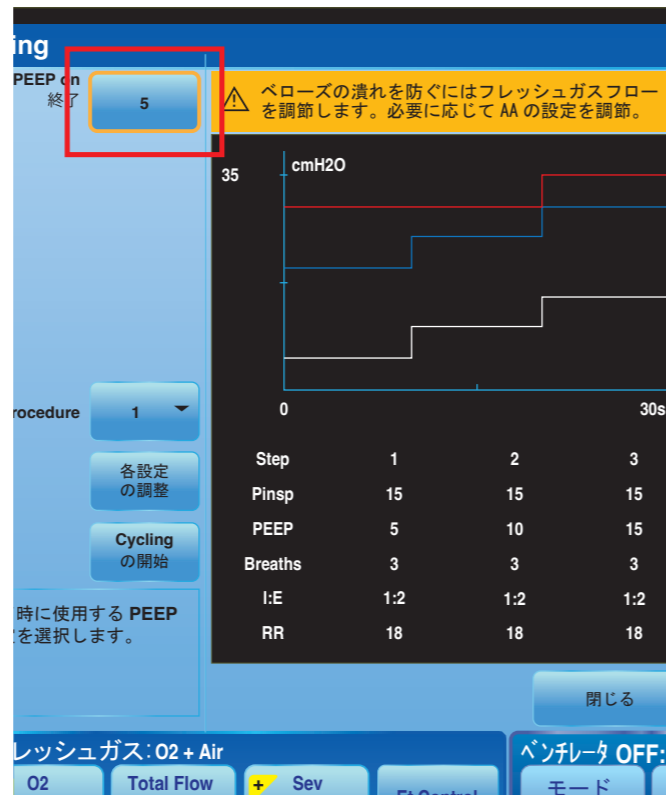 ing
PEEP on
終了
5
ベローズの潰れを防ぐにはフレッシュガスフロー
を調節します。必要に応じて AA の設定を調節。
cmH2O
35
0
30s
rocedure
1
各設定
の調整
Cycling
の開始
Step 1 2 3
Pinsp 15 15 15
PEEP 5 10 15
Breaths 3 3 3
I:E 1:2 1:2 1:2
RR 18 18 18
時に使用する PEEP
を選択します。
閉じる
レッシュガス: O2 + Air
ベンチレータ OFF:
O2
Total Flow
+ Sev
Et Control
モード